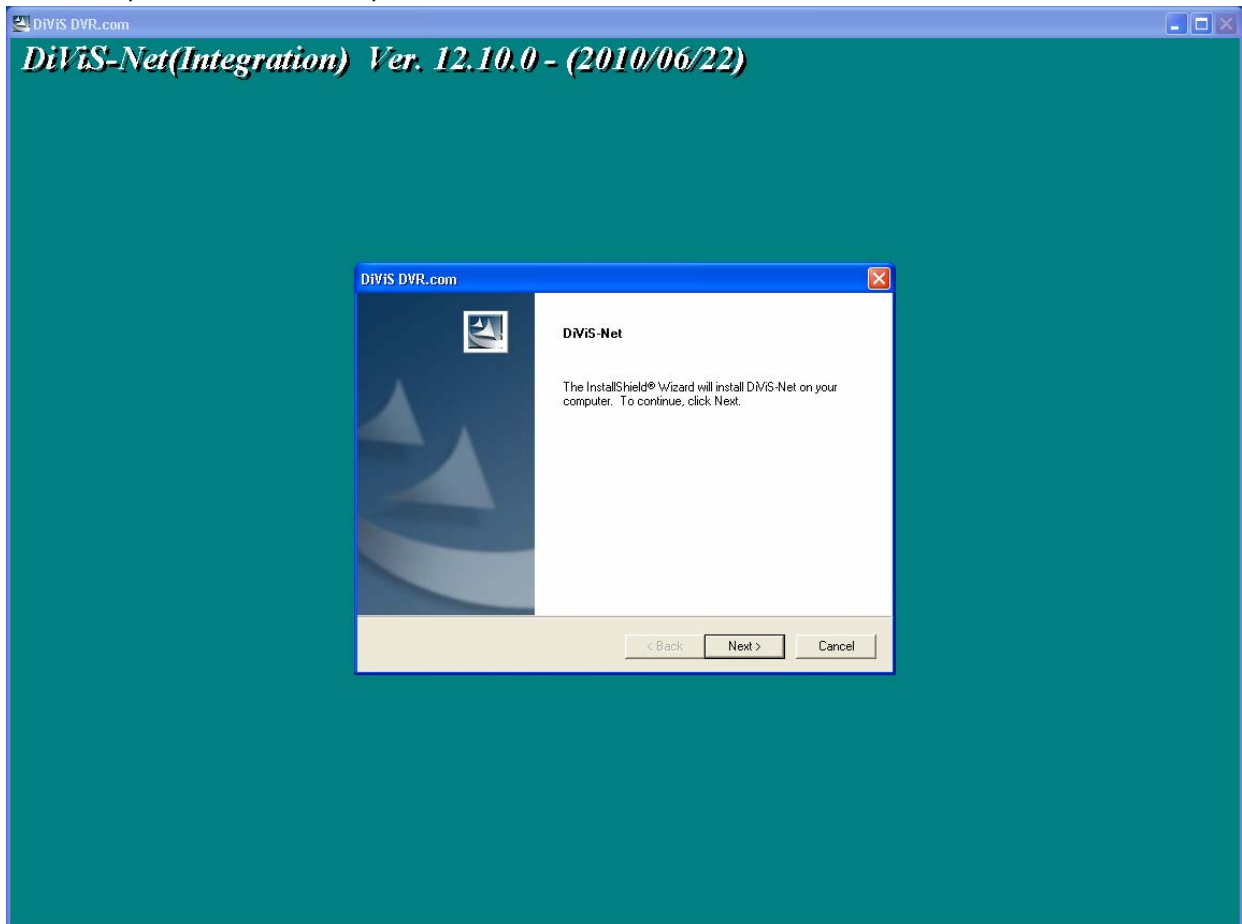 DiViS DVR.com
DiViS-Net(Integration) Ver. 12.10.0 - (2010/06/22)
DiViS DVR.com
DiViS-Net
The InstallShield® Wizard will install DiViS-Net on your
computer. To continue, click Next.
< Back Next > Cancel